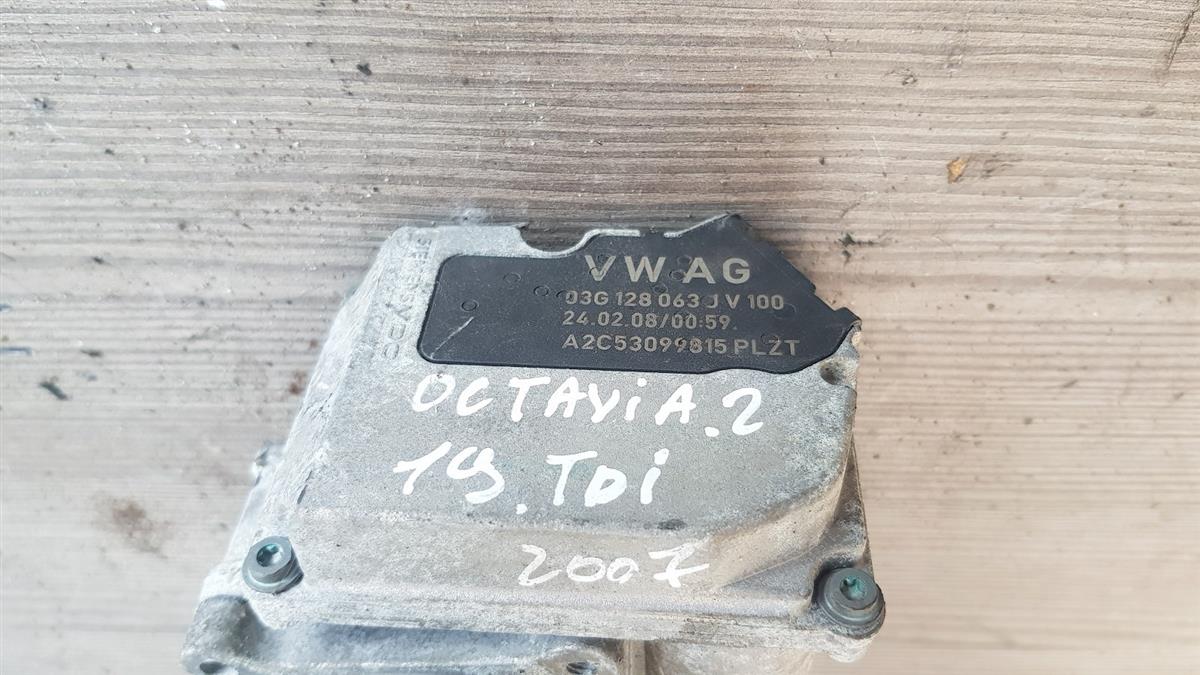 VW AG
03G 128 063 J V 100
24.02.08/00:59.
A2C53099815 PLZT
OCTAViA.2
19.TDi
2007